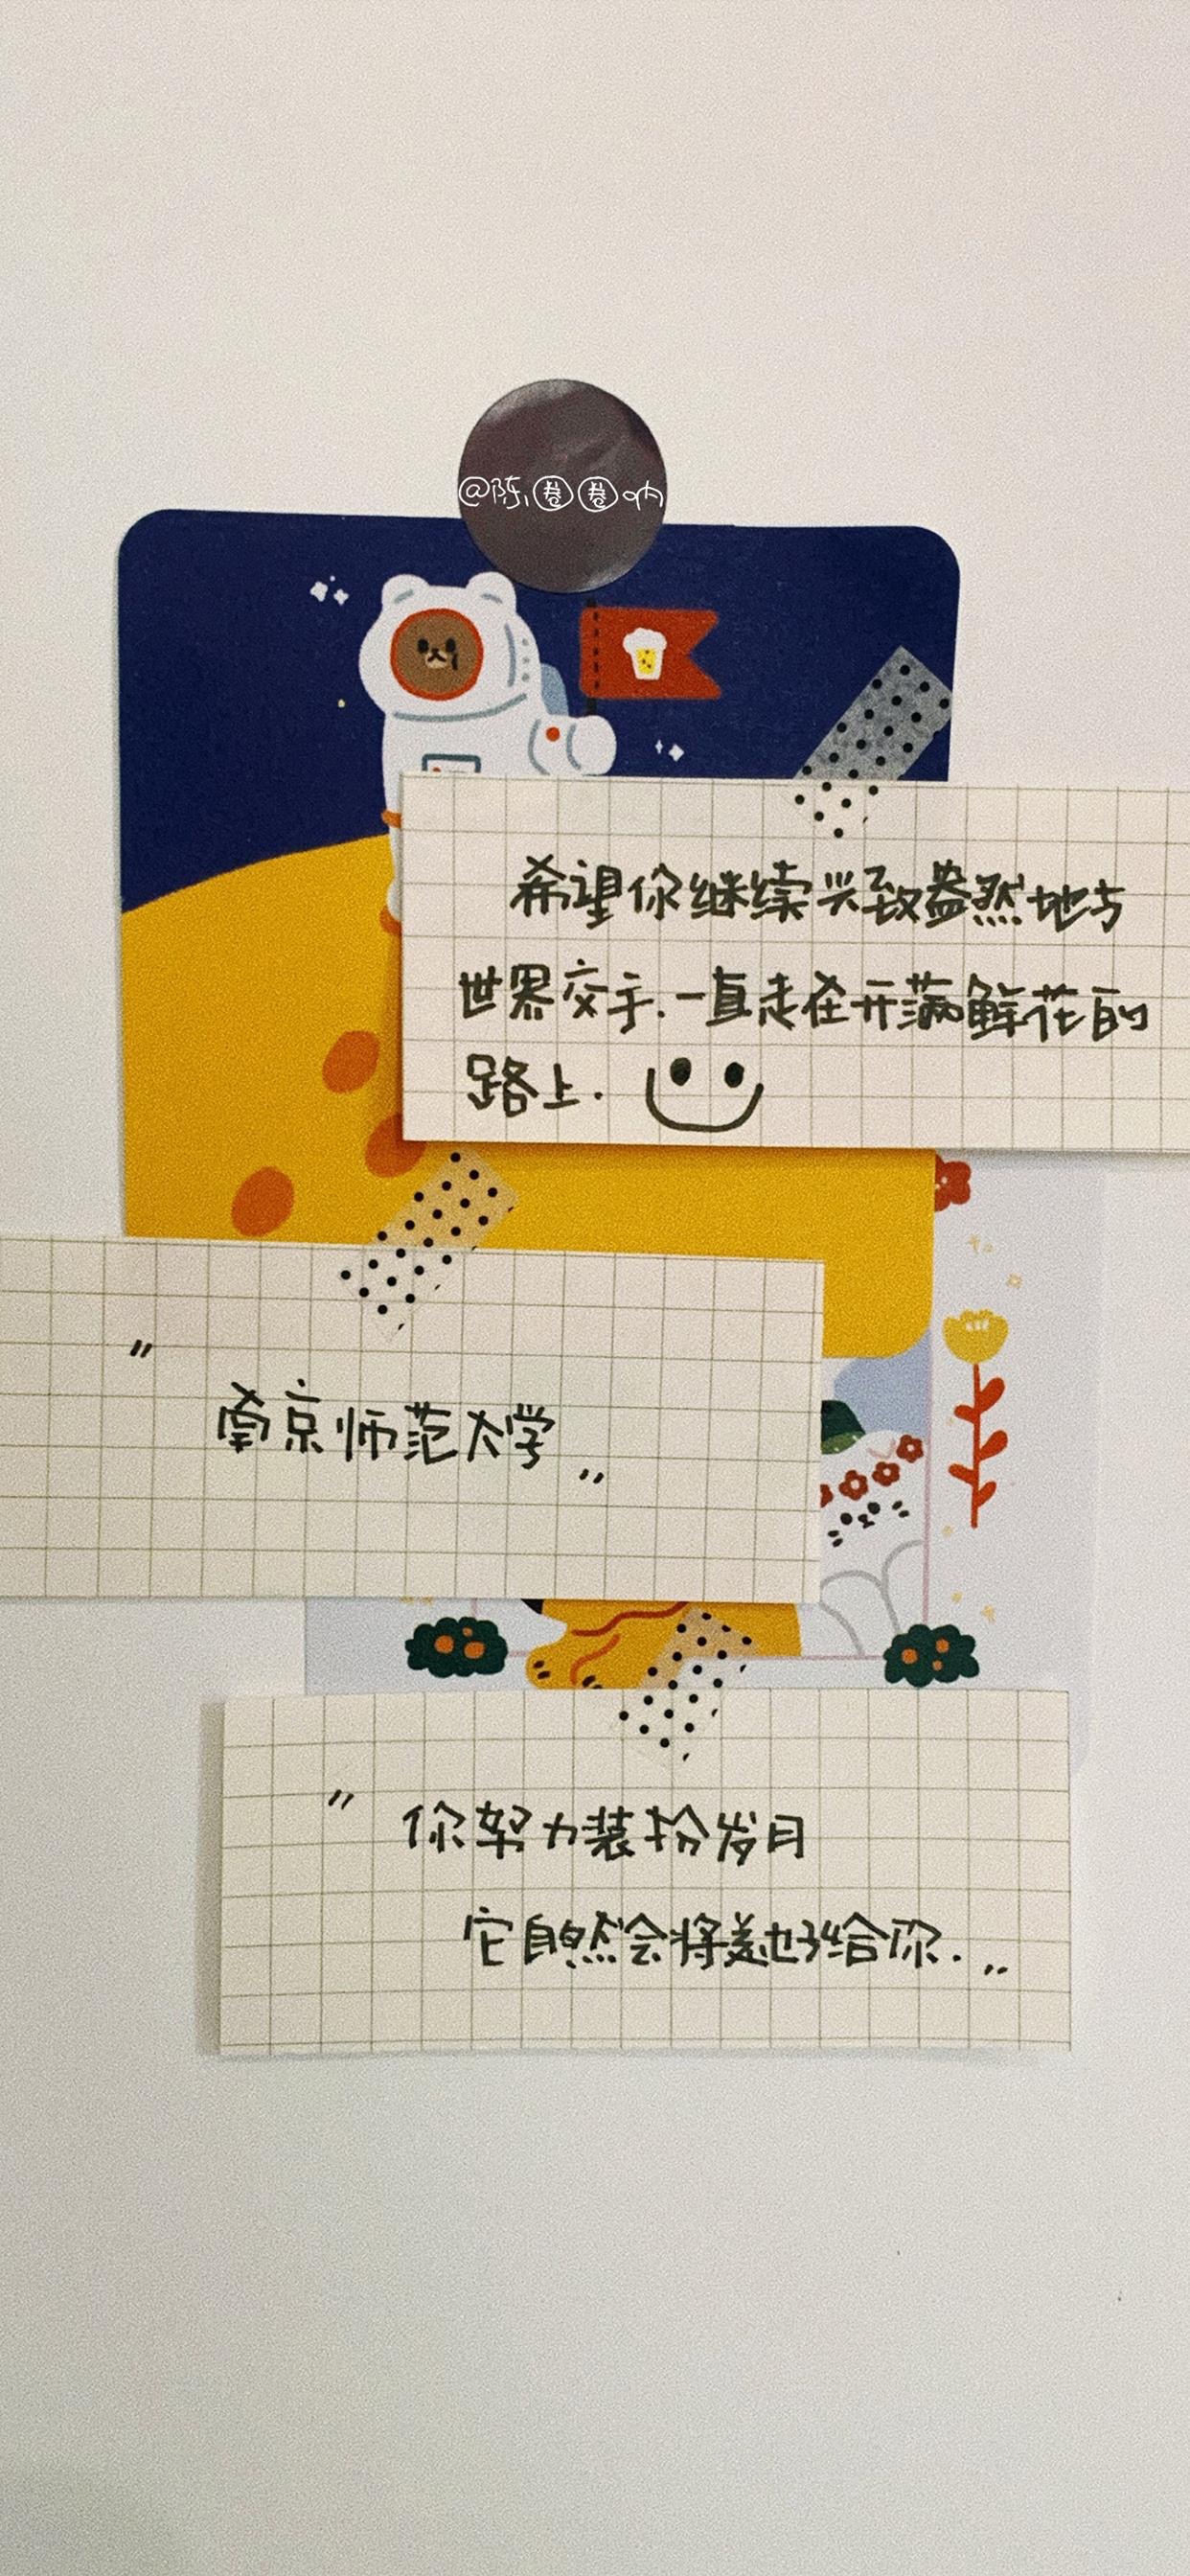 @陈、圈圈呐
希望你继续兴致盎然地与
世界交手.一直走在开满鲜花的
路上.
"
南京师范大学
"
" 你努力装扮岁月
它自然会将美好给你. "